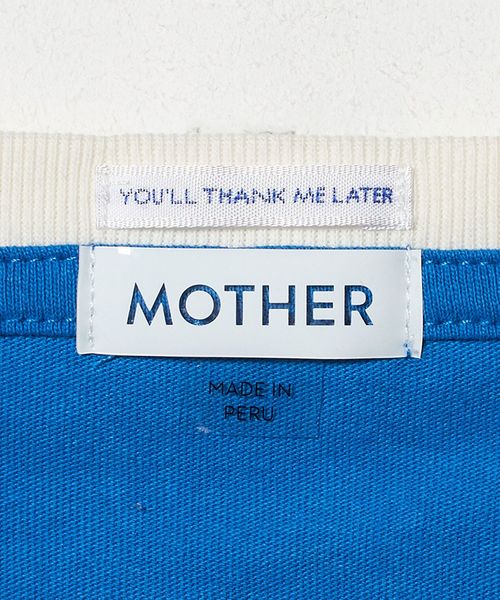 YOU'LL THANK ME LATER
MOTHER
MADE IN
PERU